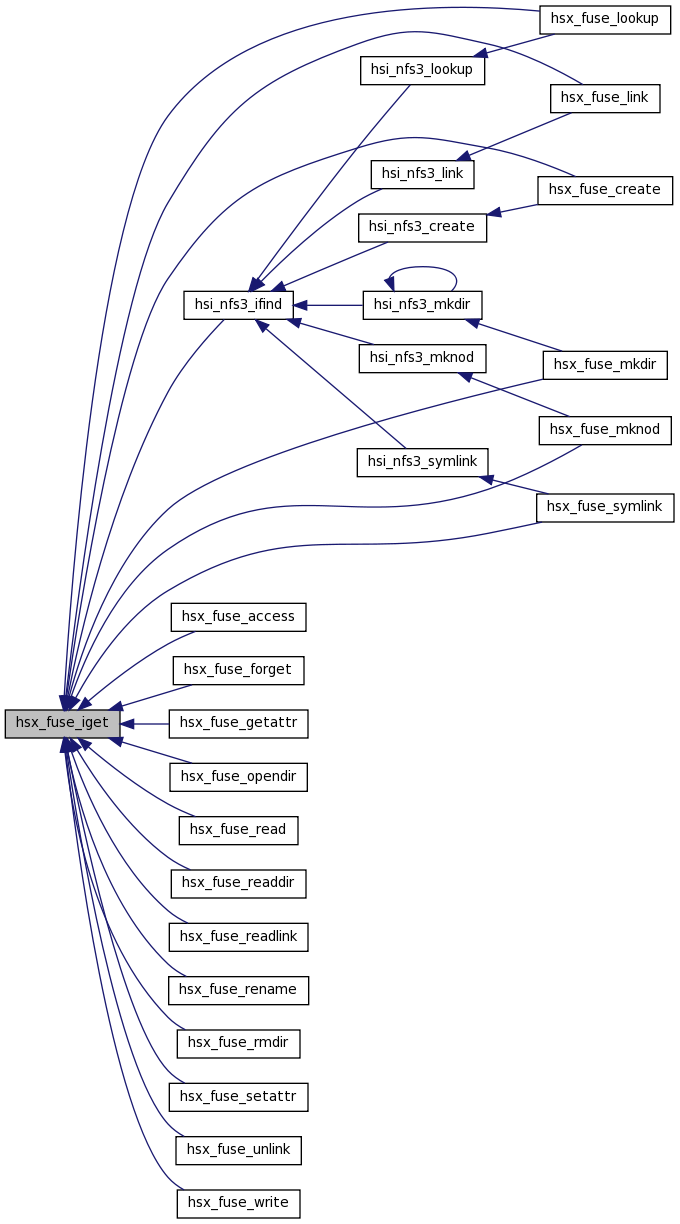 hsx_fuse_lookup
hsi_nfs3_lookup
hsx_fuse_link
hsi_nfs3_link
hsx_fuse_create
hsi_nfs3_create
hsi_nfs3_ifind
hsi_nfs3_mkdir
hsi_nfs3_mknod
hsx_fuse_mkdir
hsx_fuse_mknod
hsi_nfs3_symlink
hsx_fuse_symlink
hsx_fuse_access
hsx_fuse_forget
hsx_fuse_iget
hsx_fuse_getattr
hsx_fuse_opendir
hsx_fuse_read
hsx_fuse_readdir
hsx_fuse_readlink
hsx_fuse_rename
hsx_fuse_rmdir
hsx_fuse_setattr
hsx_fuse_unlink
hsx_fuse_write